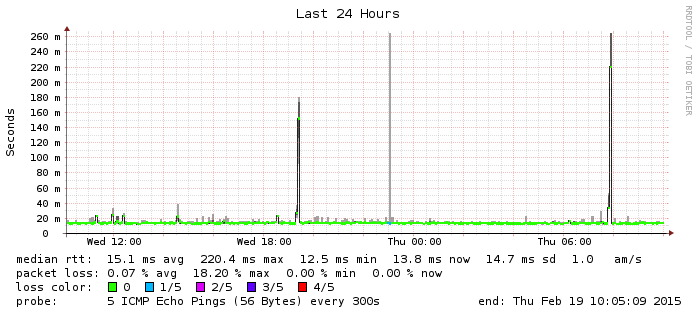 Last 24 Hours
RRDTOOL / TOBI OETIKER
Seconds
260 m
240 m
220 m
200 m
180 m
160 m
140 m
120 m
100 m
80 m
60 m
40 m
20 m
0
Wed 12:00 Wed 18:00 Thu 00:00 Thu 06:00
median rtt: 15.1 ms avg 220.4 ms max 12.5 ms min 13.8 ms now 14.7 ms sd 1.0 am/s
packet loss: 0.07 % avg 18.20 % max 0.00 % min 0.00 % now
loss color: 0 1/5 2/5 3/5 4/5
probe: 5 ICMP Echo Pings (56 Bytes) every 300s end: Thu Feb 19 10:05:09 2015